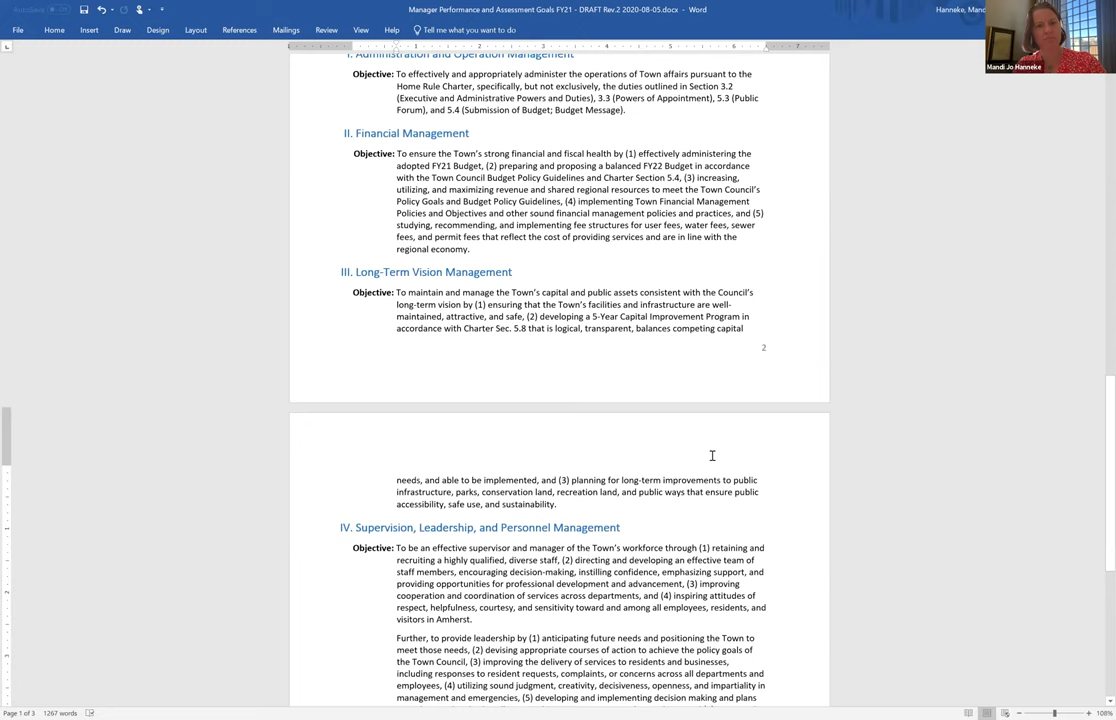 Manager Performance and Assessment Goals FY21 - DRAFT Rev.2 2020-08-05.docx - Word
Hanneke, Mand
File Home Insert Draw Design Layout References Mailings Review View Help Tell me what you want to do
Mandi Jo Hanneke
I. Administration and Operation Management
Objective: To effectively and appropriately administer the operations of Town affairs pursuant to the
Home Rule Charter, specifically, but not exclusively, the duties outlined in Section 3.2
(Executive and Administrative Powers and Duties), 3.3 (Powers of Appointment), 5.3 (Public
Forum), and 5.4 (Submission of Budget; Budget Message).
II. Financial Management
Objective: To ensure the Town's strong financial and fiscal health by (1) effectively administering the
adopted FY21 Budget, (2) preparing and proposing a balanced FY22 Budget in accordance
with the Town Council Budget Policy Guidelines and Charter Section 5.4, (3) increasing,
utilizing, and maximizing revenue and shared regional resources to meet the Town Council's
Policy Goals and Budget Policy Guidelines, (4) implementing Town Financial Management
Policies and Objectives and other sound financial management policies and practices, and (5)
studying, recommending, and implementing fee structures for user fees, water fees, sewer
fees, and permit fees that reflect the cost of providing services and are in line with the
regional economy.
III. Long-Term Vision Management
Objective: To maintain and manage the Town's capital and public assets consistent with the Council's
long-term vision by (1) ensuring that the Town's facilities and infrastructure are well-
maintained, attractive, and safe, (2) developing a 5-Year Capital Improvement Program in
accordance with Charter Sec. 5.8 that is logical, transparent, balances competing capital
2
needs, and able to be implemented, and (3) planning for long-term improvements to public
infrastructure, parks, conservation land, recreation land, and public ways that ensure public
accessibility, safe use, and sustainability.
IV. Supervision, Leadership, and Personnel Management
Objective: To be an effective supervisor and manager of the Town's workforce through (1) retaining and
recruiting a highly qualified, diverse staff, (2) directing and developing an effective team of
staff members, encouraging decision-making, instilling confidence, emphasizing support, and
providing opportunities for professional development and advancement, (3) improving
cooperation and coordination of services across departments, and (4) inspiring attitudes of
respect, helpfulness, courtesy, and sensitivity toward and among all employees, residents, and
visitors in Amherst.
Further, to provide leadership by (1) anticipating future needs and positioning the Town to
meet those needs, (2) devising appropriate courses of action to achieve the policy goals of
the Town Council, (3) improving the delivery of services to residents and businesses,
including responses to resident requests, complaints, or concerns across all departments and
employees, (4) utilizing sound judgment, creativity, decisiveness, openness, and impartiality in
management and emergencies, (5) developing and implementing decision making and plans
Page 1 of 3 1267 words
108%